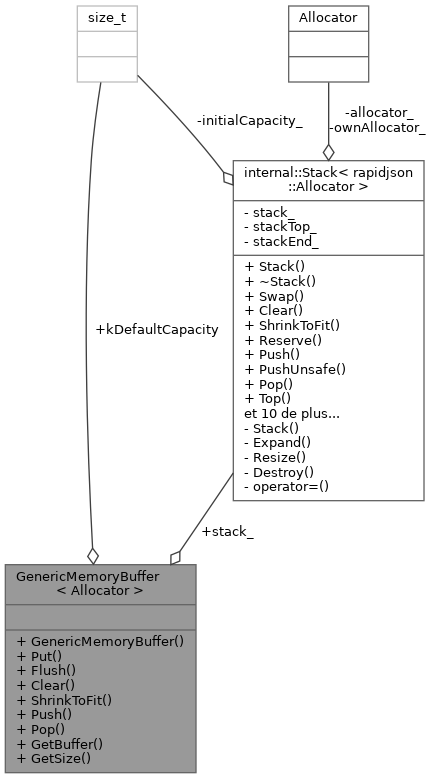 size_t
Allocator
-initialCapacity_
-allocator_
-ownAllocator_
internal::Stack< rapidjson
::Allocator >
- stack_
- stackTop_
- stackEnd_
+ Stack()
+ ~Stack()
+ Swap()
+ Clear()
+ ShrinkToFit()
+ Reserve()
+ Push()
+ PushUnsafe()
+ Pop()
+ Top()
et 10 de plus...
- Stack()
- Expand()
- Resize()
- Destroy()
- operator=()
+kDefaultCapacity
+stack_
GenericMemoryBuffer
< Allocator >
+ GenericMemoryBuffer()
+ Put()
+ Flush()
+ Clear()
+ ShrinkToFit()
+ Push()
+ Pop()
+ GetBuffer()
+ GetSize()